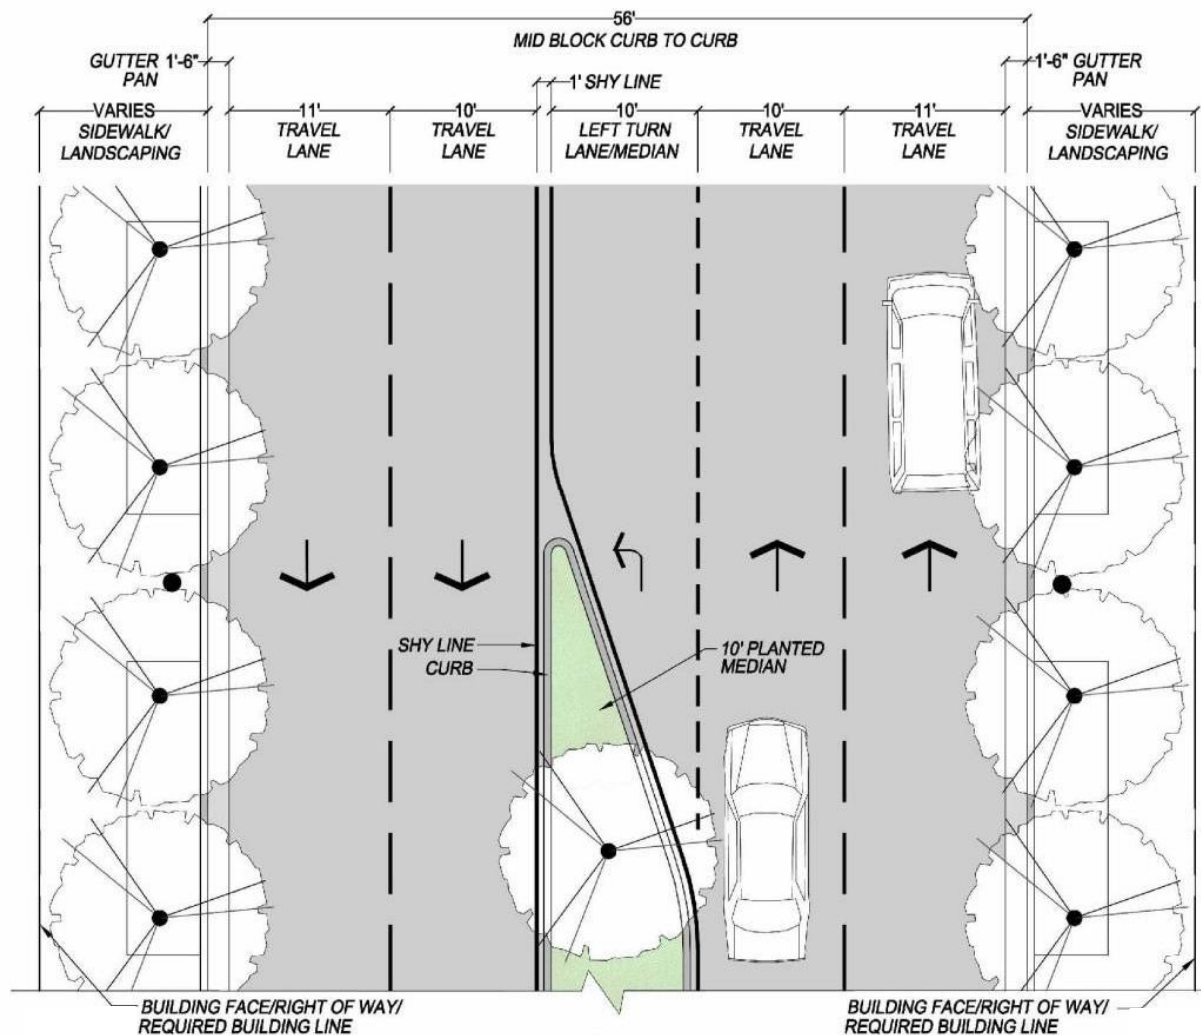 56'
MID BLOCK CURB TO CURB
GUTTER 1'-6"
PAN
1' SHY LINE
1'-6" GUTTER
PAN
VARIES
SIDEWALK/
LANDSCAPING
11'
TRAVEL
LANE
10'
TRAVEL
LANE
10'
LEFT TURN
LANE/MEDIAN
10'
TRAVEL
LANE
11'
TRAVEL
LANE
VARIES
SIDEWALK/
LANDSCAPING
SHY LINE
CURB
10' PLANTED
MEDIAN
BUILDING FACE/RIGHT OF WAY/
REQUIRED BUILDING LINE
BUILDING FACE/RIGHT OF WAY/
REQUIRED BUILDING LINE